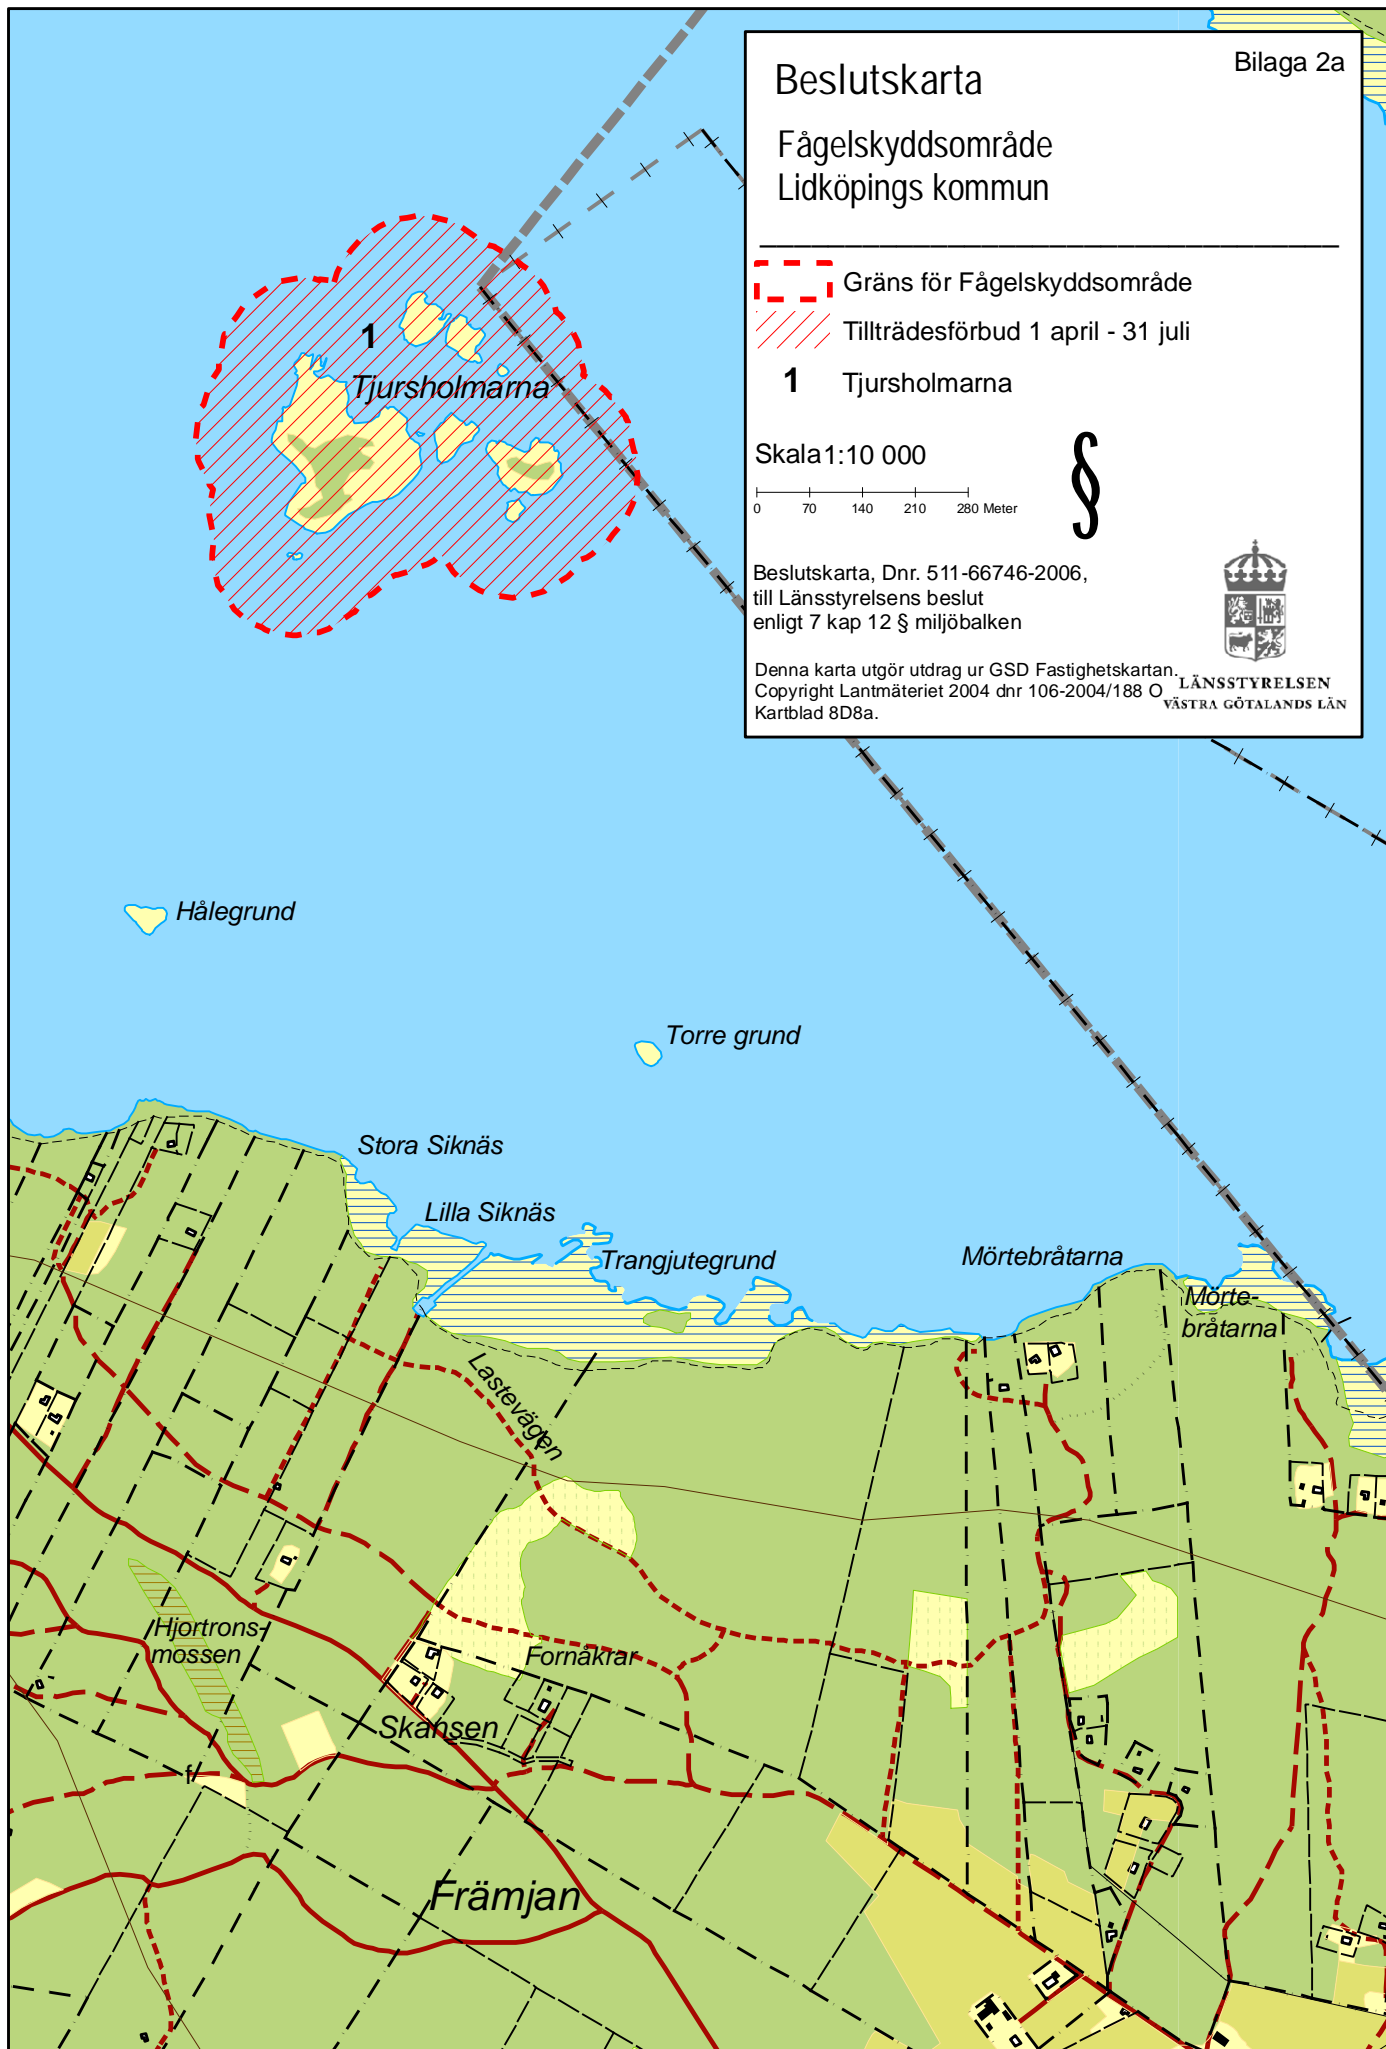 Bilaga 2a
Beslutskarta
Fågelskyddsområde
Lidköpings kommun
Gräns för Fågelskyddsområde
Tillträdesförbud 1 april - 31 juli
1 Tjursholmarna
Skala 1:10 000
0 70 140 210 280 Meter
§
Beslutskarta, Dnr. 511-66746-2006,
till Länsstyrelsens beslut
enligt 7 kap 12 § miljöbalken
Denna karta utgör utdrag ur GSD Fastighetskartan.
Copyright Lantmäteriet 2004 dnr 106-2004/188 O
Kartblad 8D8a.
LÄNSSTYRELSEN
VÄSTRA GÖTALANDS LÄN
1
Tjursholmarna
Hålegrund
Torre grund
Stora Siknäs
Lilla Siknäs
Trangjutegrund
Mörtebråtarna
Mörte-
bråtarna
Lastevägen
Hjortrons-
mossen
Fornåkrar
Skansen
f
Främjan